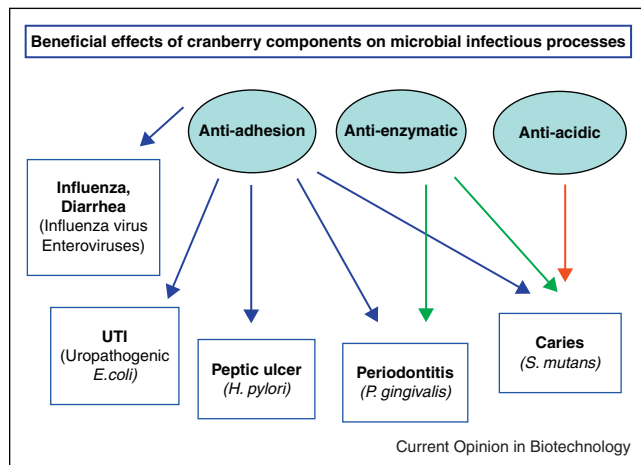 Beneficial effects of cranberry components on microbial infectious processes
Anti-adhesion
Anti-enzymatic
Anti-acidic
Influenza,
Diarrhea
(Influenza virus
Enteroviruses)
UTI
(Uropathogenic
E.coli)
Peptic ulcer
(H. pylori)
Periodontitis
(P. gingivalis)
Caries
(S. mutans)
Current Opinion in Biotechnology